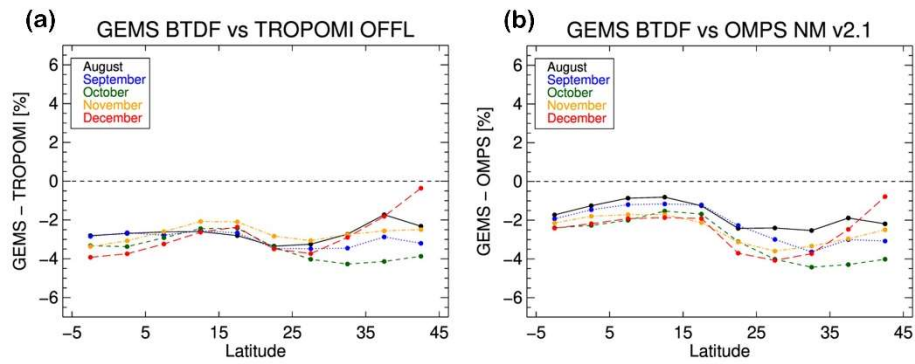 (a)
GEMS BTDF vs TROPOMI OFFL
GEMS – TROPOMI [%]
6
4
2
0
−2
−4
−6
August
September
October
November
December
−5
5
15
25
35
45
Latitude
(b)
GEMS BTDF vs OMPS NM v2.1
GEMS – OMPS [%]
6
4
2
0
−2
−4
−6
August
September
October
November
December
−5
5
15
25
35
45
Latitude